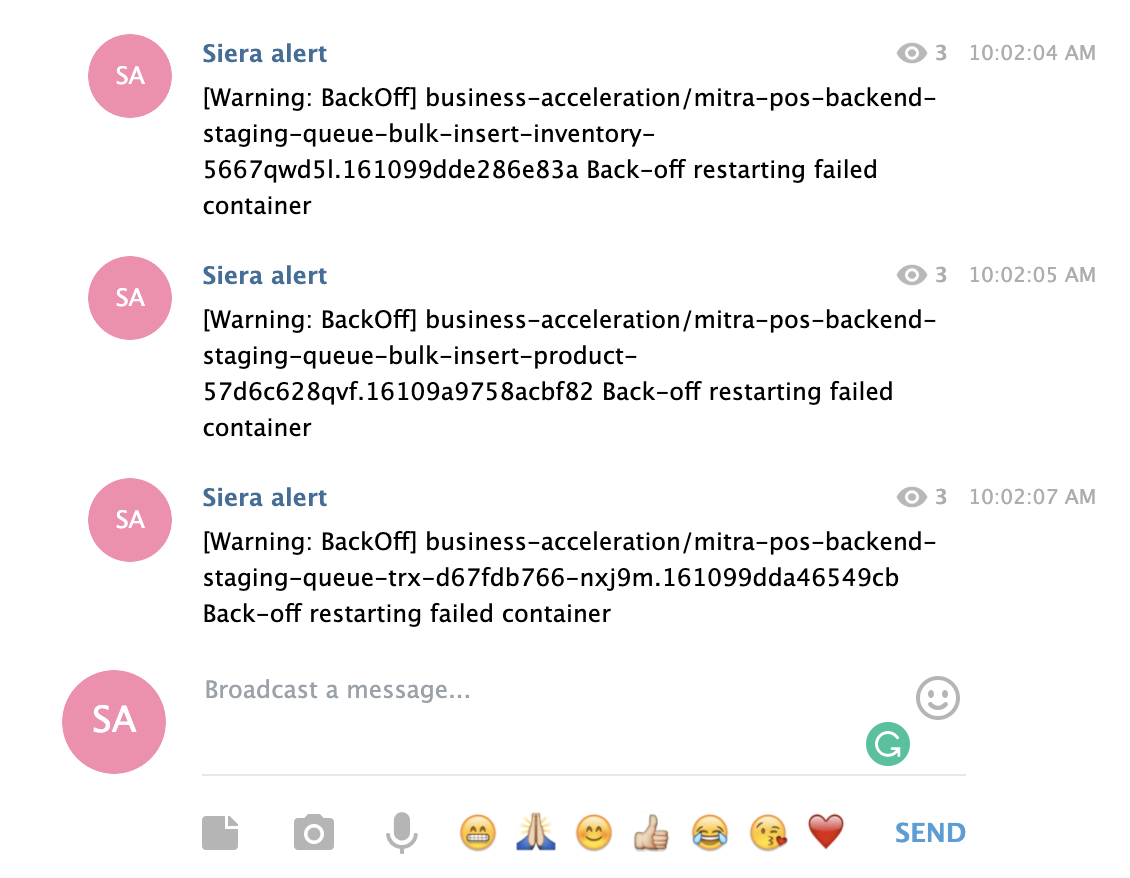 SA
Siera alert
3 10:02:04 AM
[Warning: BackOff] business-acceleration/mitra-pos-backend-
staging-queue-bulk-insert-inventory-
5667qwd5l.161099dde286e83a Back-off restarting failed
container
SA
Siera alert
3 10:02:05 AM
[Warning: BackOff] business-acceleration/mitra-pos-backend-
staging-queue-bulk-insert-product-
57d6c628qvf.16109a9758acbf82 Back-off restarting failed
container
SA
Siera alert
3 10:02:07 AM
[Warning: BackOff] business-acceleration/mitra-pos-backend-
staging-queue-trx-d67fdb766-nxj9m.161099dda46549cb
Back-off restarting failed container
SA
Broadcast a message...
SEND